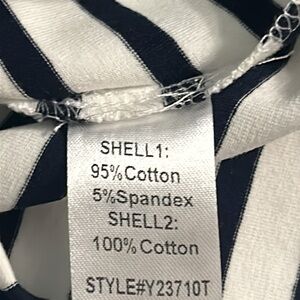 SHELL1:
95%Cotton
5%Spandex
SHELL2:
100%Cotton
STYLE#Y23710T